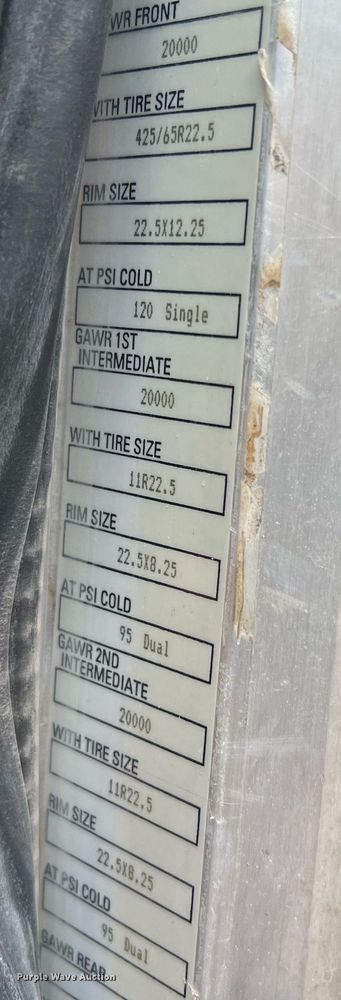 WR FRONT
20000
WITH TIRE SIZE
425/65R22.5
RIM SIZE
22.5X12.25
AT PSI COLD
120 Single
GAWR 1ST
INTERMEDIATE
20000
WITH TIRE SIZE
11R22.5
RIM SIZE
22.5X8.25
AT PSI COLD
95 Dual
GAWR 2ND
INTERMEDIATE
20000
WITH TIRE SIZE
11R22.5
RIM SIZE
22.5X8.25
AT PSI COLD
95 Dual
GAWR REAR
Purple Wave Auction